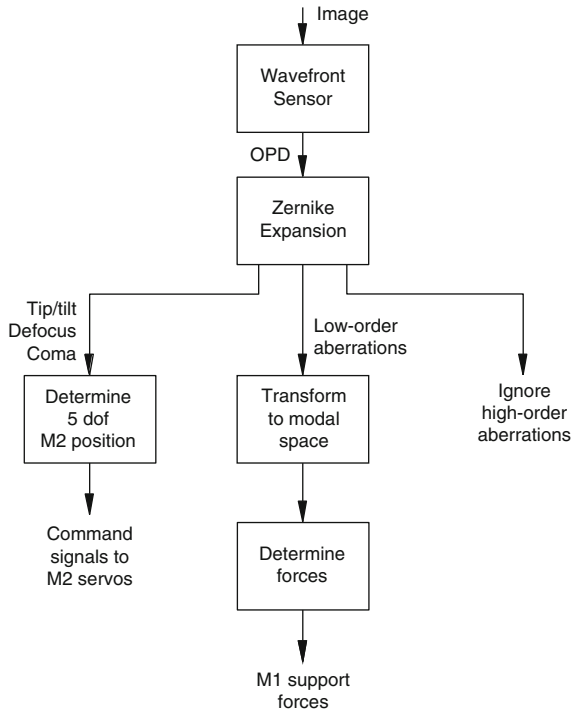 Image
Wavefront
Sensor
OPD
Zernike
Expansion
Tip/tilt
Defocus
Coma
Low-order
aberrations
Ignore
high-order
aberrations
Determine
5 dof
M2 position
Transform
to modal
space
Command
signals to
M2 servos
Determine
forces
M1 support
forces